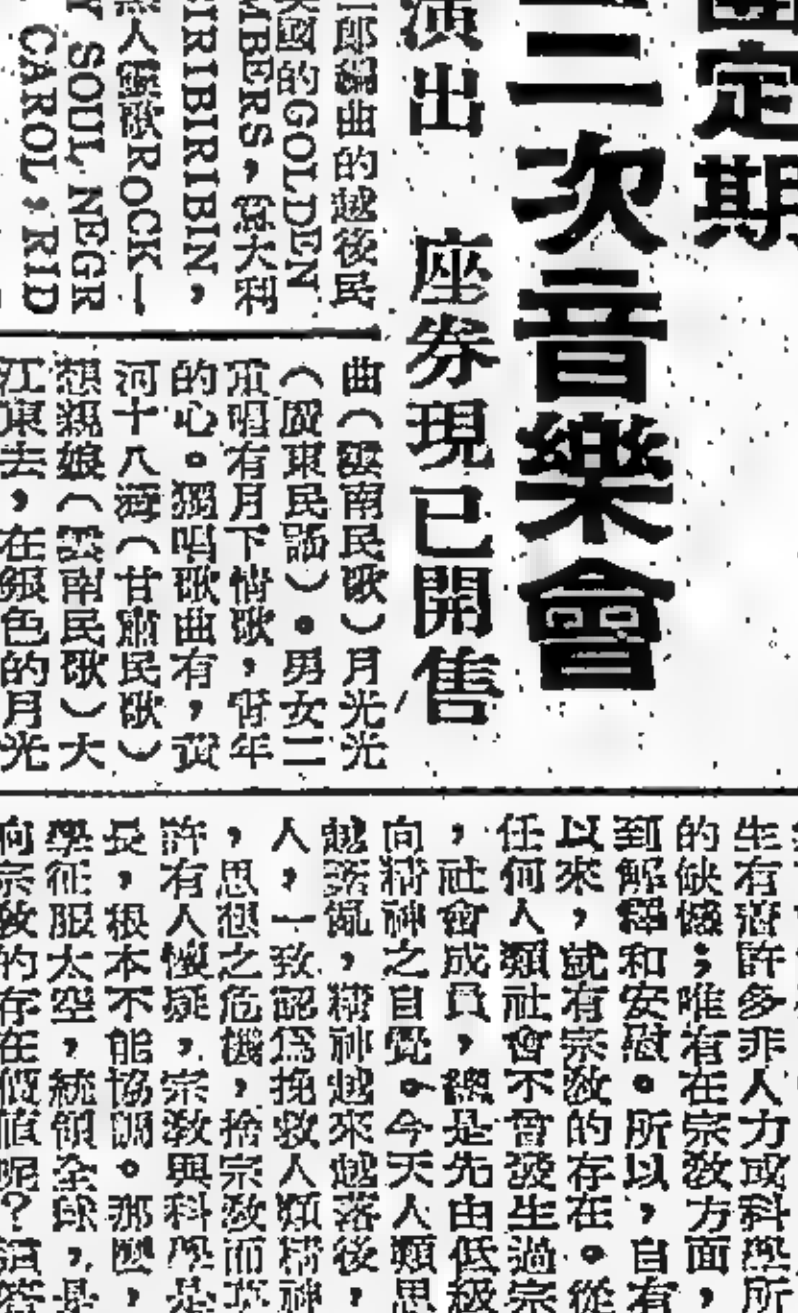 定期
三次音樂會
演出 座券現已開售
郎編曲的越後民
的GOLDEN
MBERS，意大利
IRIBIRIBIN，
人靈歌ROCK—
Y SOUL NEGR
CAROL，RID
曲（雲南民歌）月光光
（廣東民謠）。男女二
重唱有月下情歌，青年
的心。獨唱歌曲有，黃
河十八灣（甘肅民歌）
想親娘（雲南民歌）大
江東去，在銀色的月光
生有着許多非人力或科學所
的缺憾；唯有在宗教方面，
到解釋和安慰。所以，自有
以來，就有宗教的存在。從
任何人類社會不曾發生過宗
，社會成員，總是先由低級
向精神之自覺。今天人類思
越紊亂，精神越來越落後，
人，一致認為挽救人類精神
，思想之危機，捨宗教而其
許有人懷疑，宗教與科學是
長，根本不能協調。那麼，
學征服太空，統領全球，是
何宗教的存在價值呢？